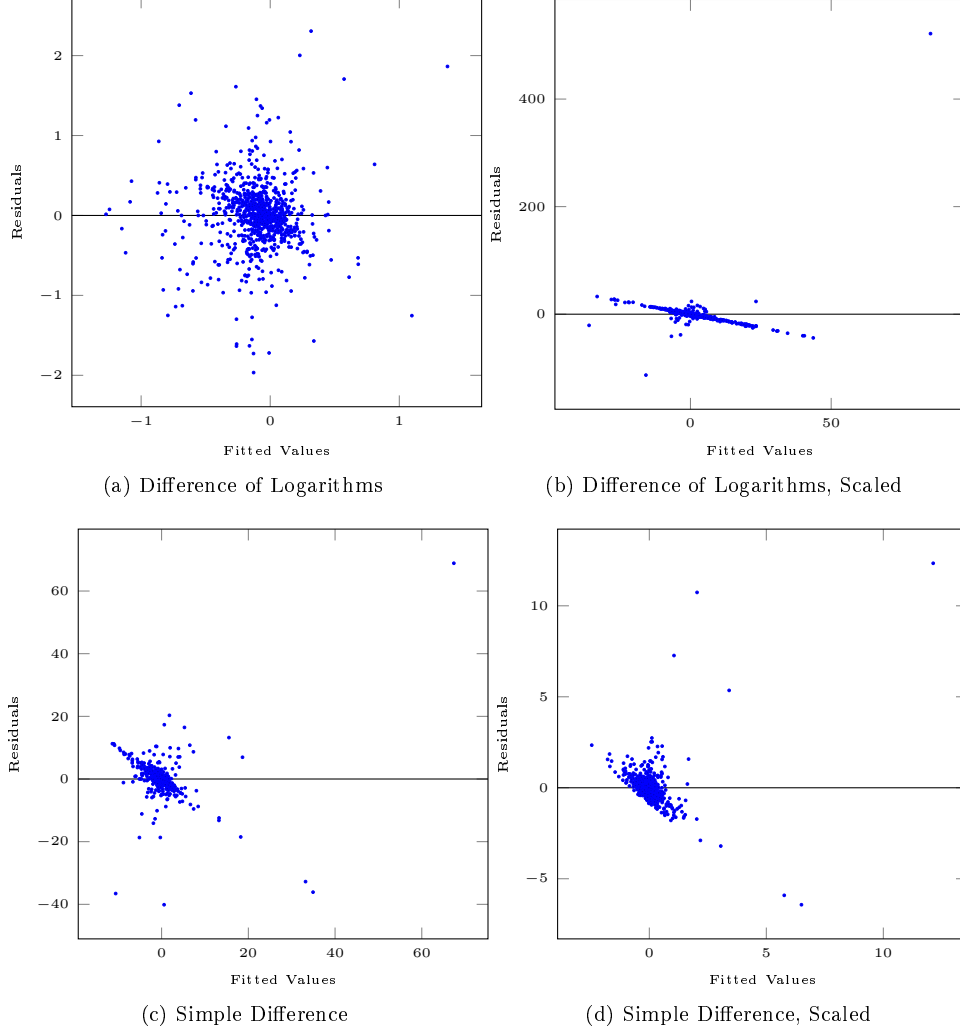 2
1
0
−1
−2
Residuals
−1
0
1
Fitted Values
(a) Difference of Logarithms
400
200
0
Residuals
0
50
Fitted Values
(b) Difference of Logarithms, Scaled
60
40
20
0
−20
−40
Residuals
0
20
40
60
Fitted Values
(c) Simple Difference
10
5
0
−5
Residuals
0
5
10
Fitted Values
(d) Simple Difference, Scaled